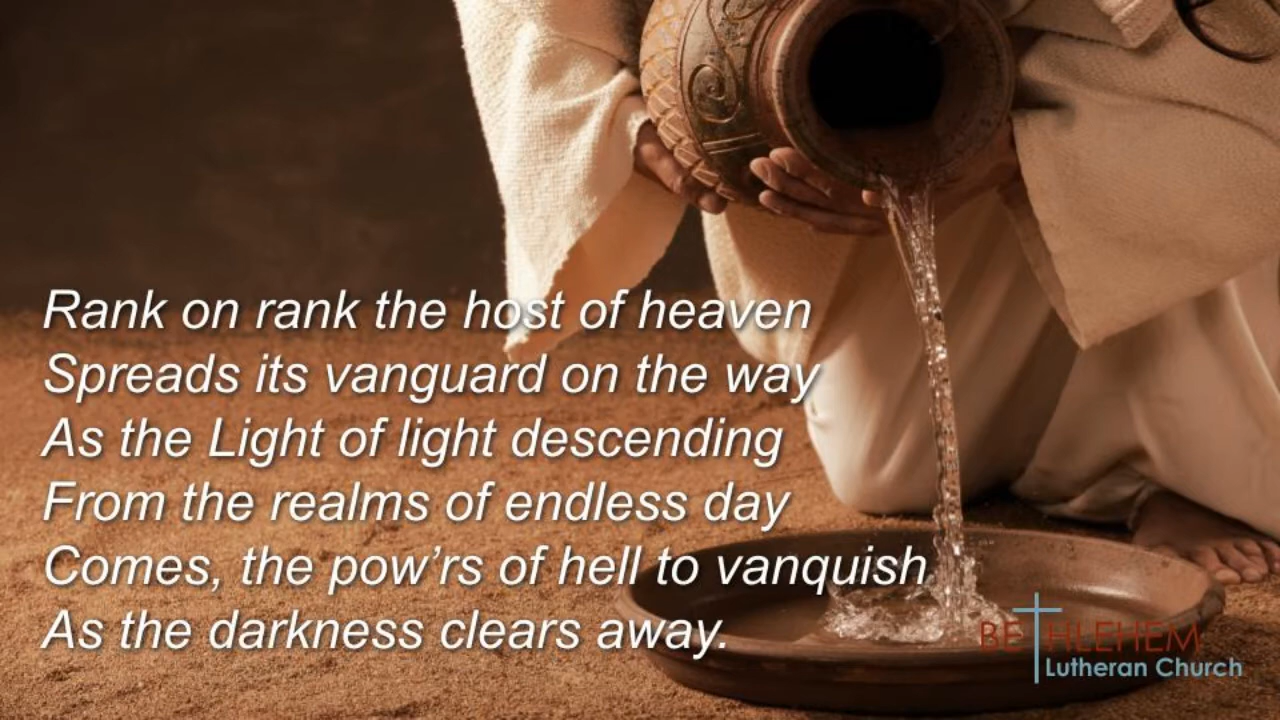 Rank on rank the host of heaven
Spreads its vanguard on the way
As the Light of light descending
From the realms of endless day
Comes, the pow’rs of hell to vanquish
As the darkness clears away.
BETHLEHEM
Lutheran Church